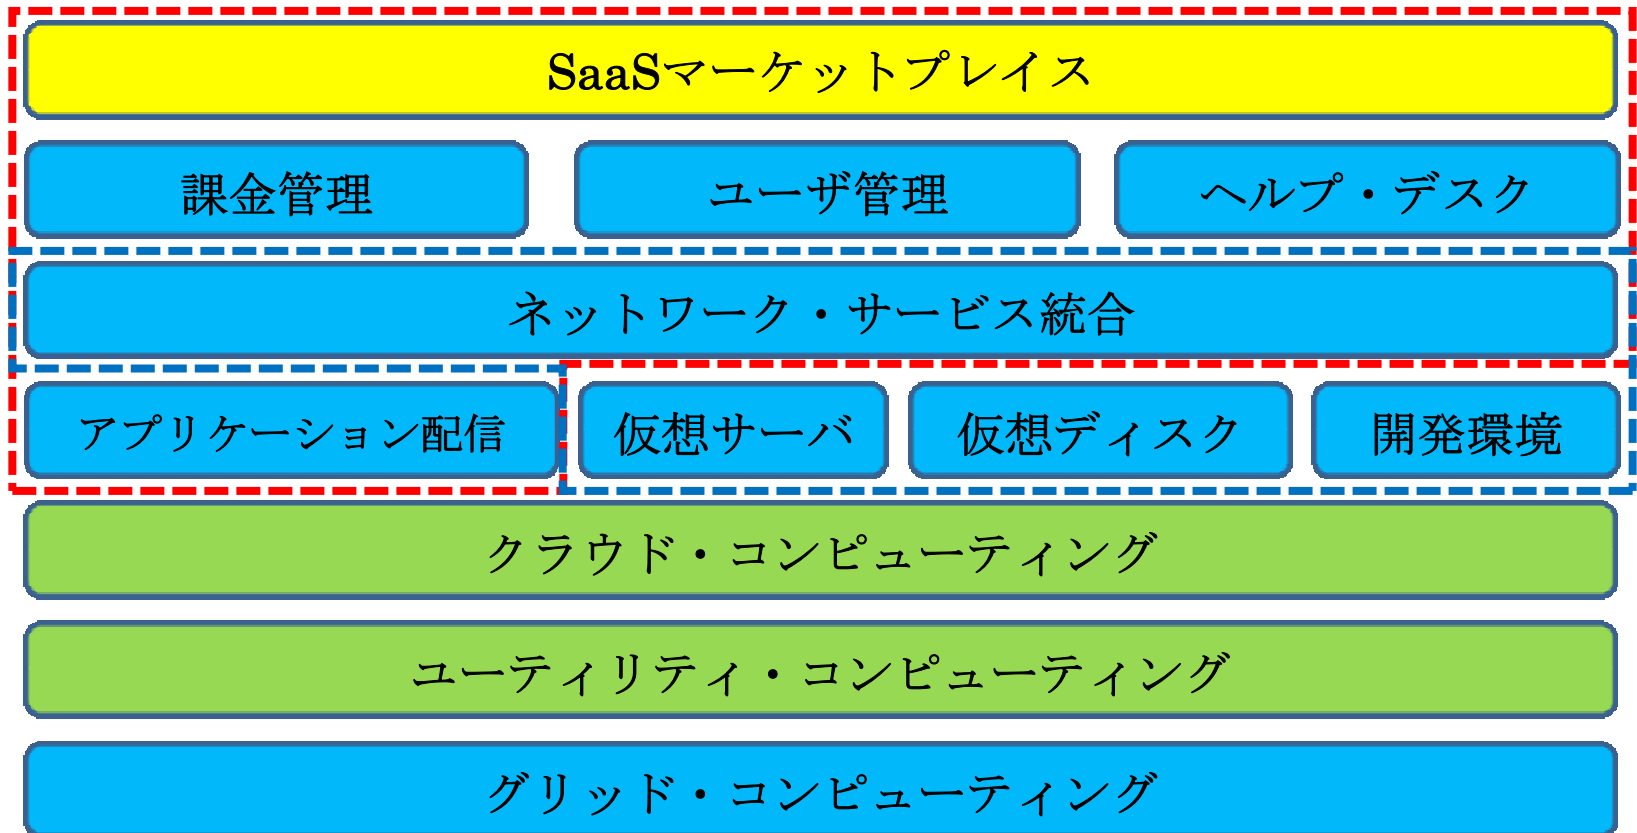 SaaSマーケットプレイス
課金管理
ユーザ管理
ヘルプ・デスク
ネットワーク・サービス統合
アプリケーション配信
仮想サーバ
仮想ディスク
開発環境
クラウド・コンピューティング
ユーティリティ・コンピューティング
グリッド・コンピューティング